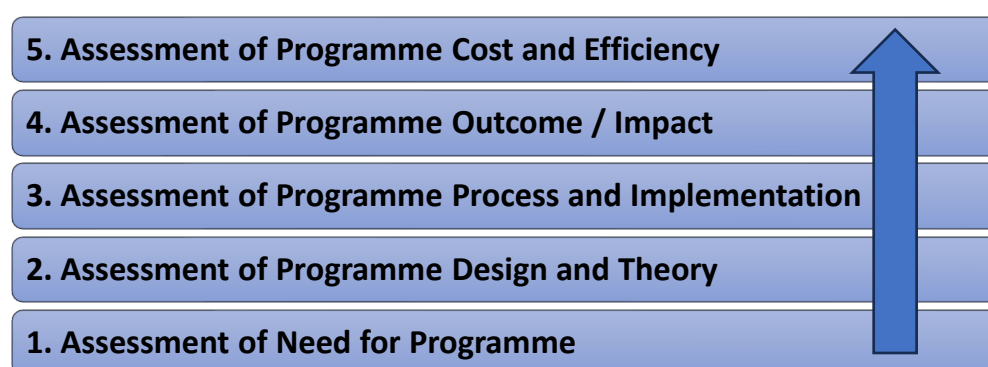 5. Assessment of Programme Cost and Efficiency
4. Assessment of Programme Outcome / Impact
3. Assessment of Programme Process and Implementation
2. Assessment of Programme Design and Theory
1. Assessment of Need for Programme